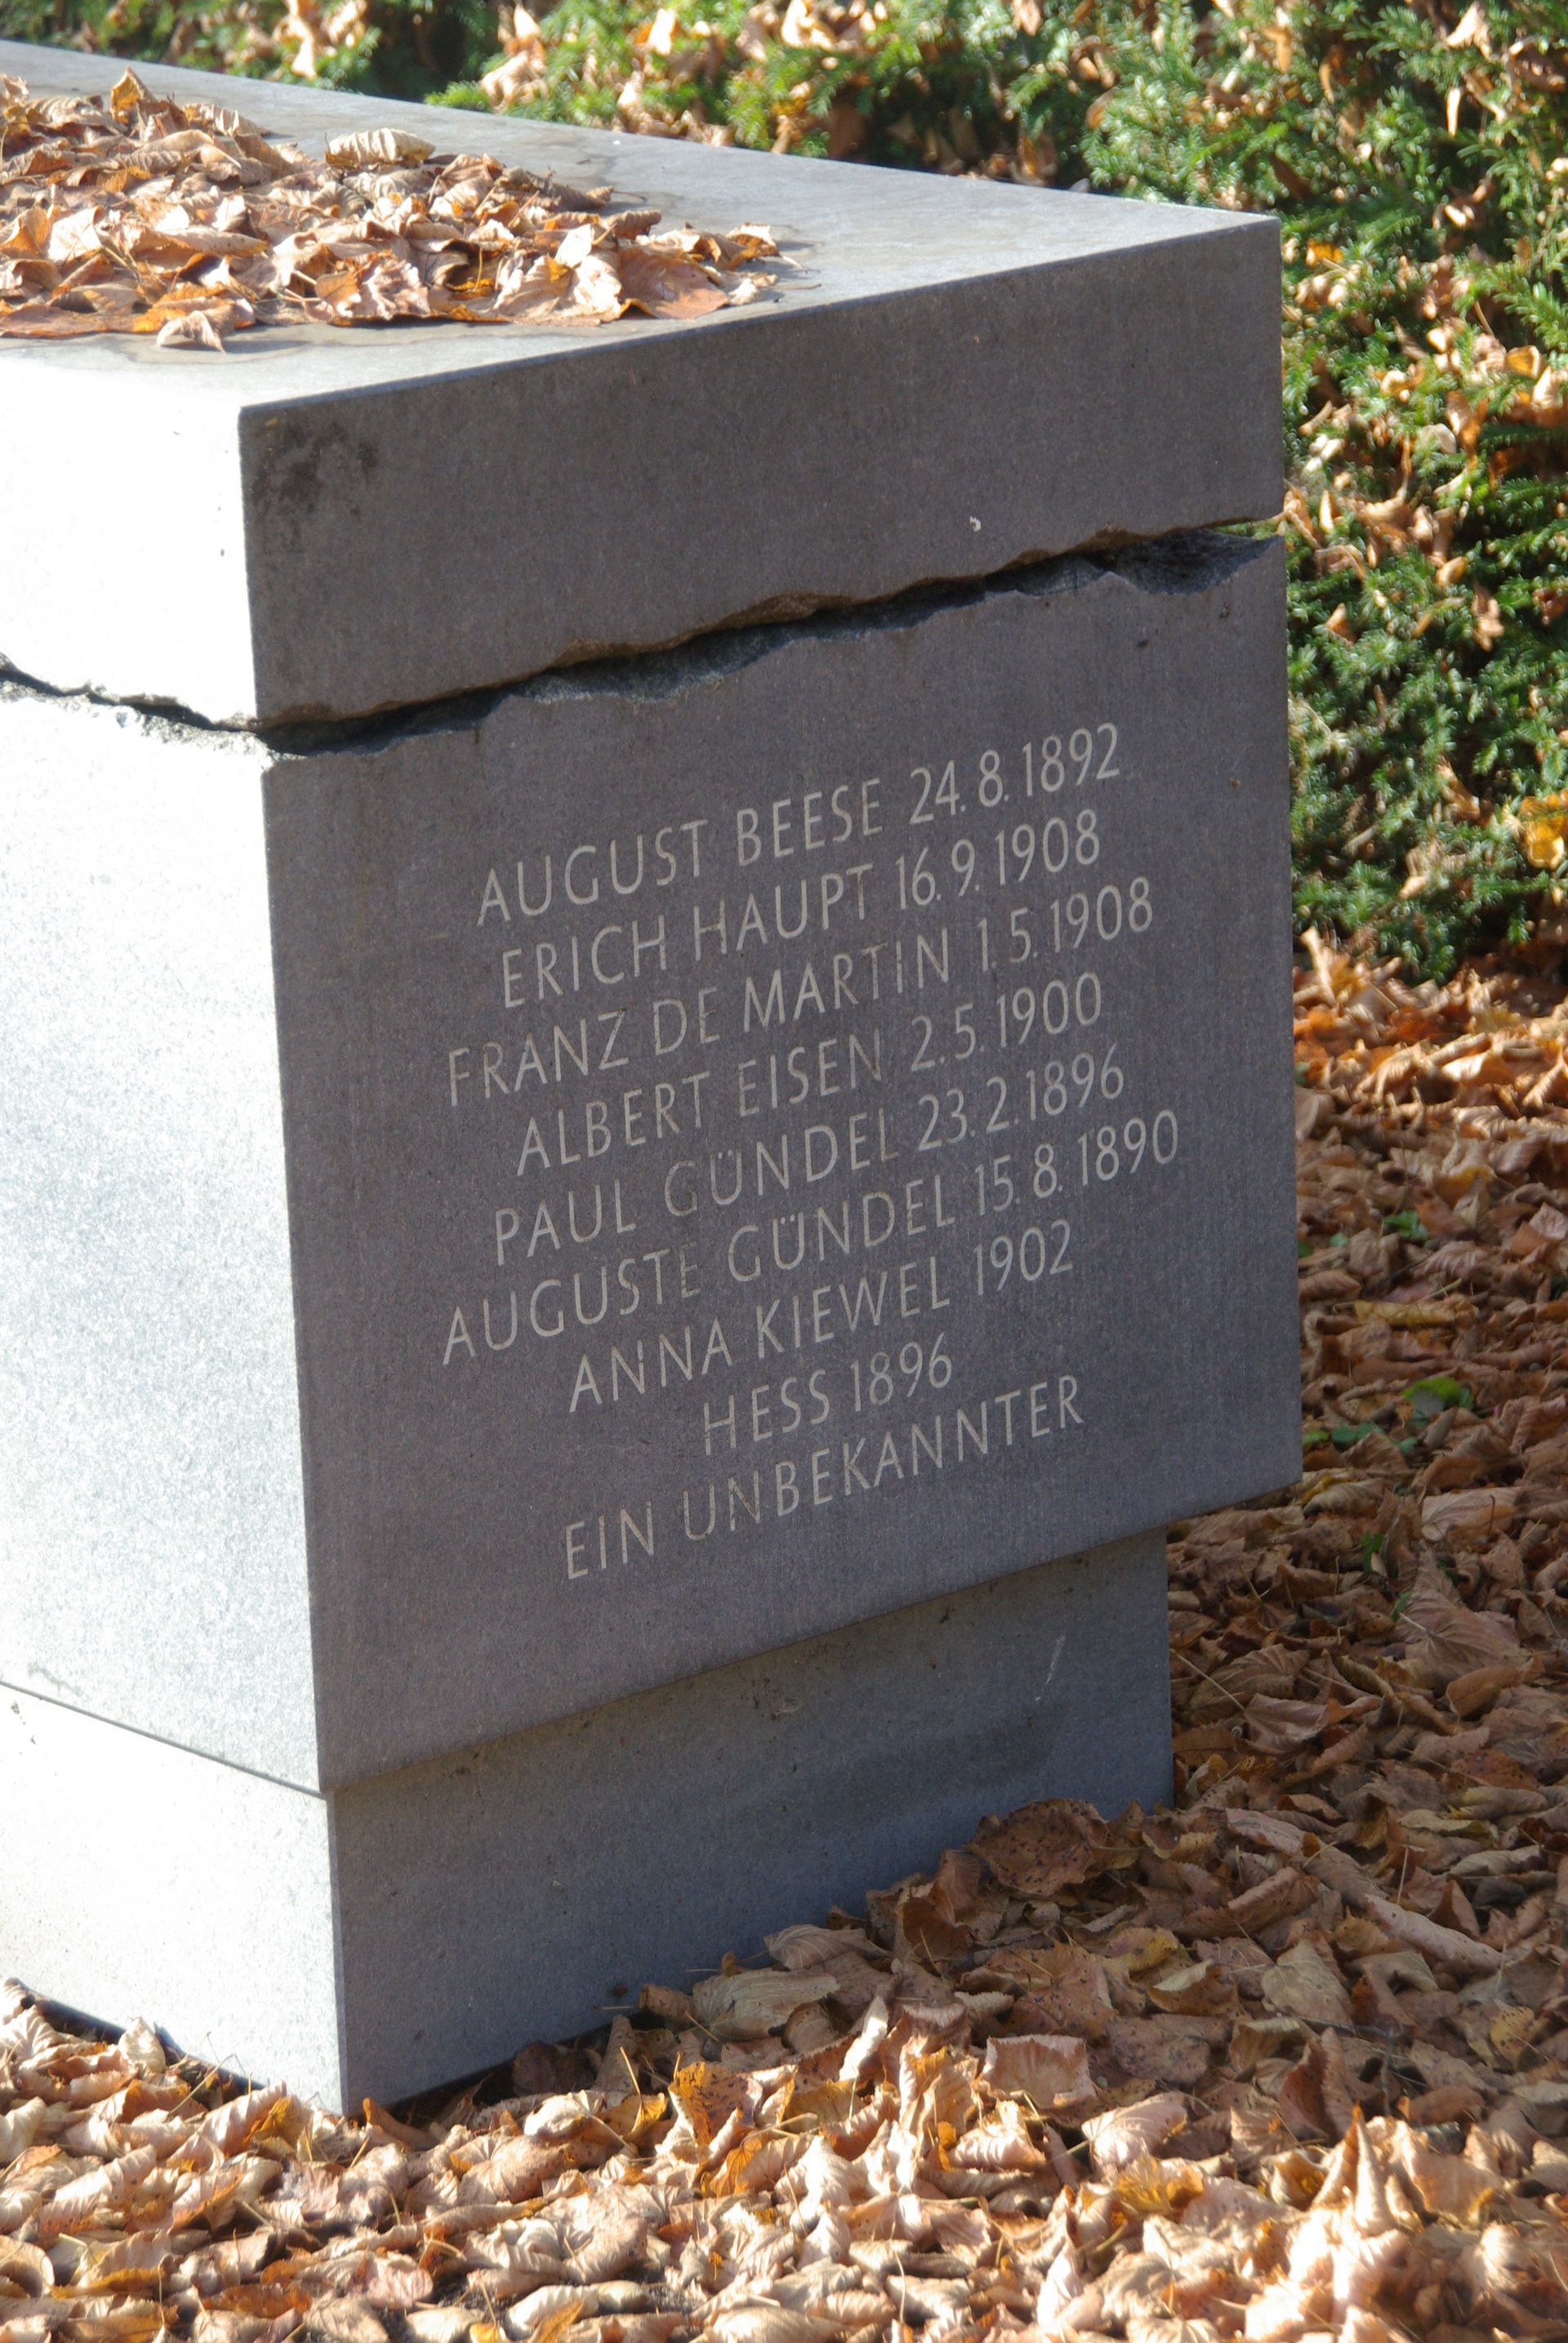 AUGUST BEESE 24.8.1892
ERICH HAUPT 16.9.1908
FRANZ DE MARTIN 1.5.1908
ALBERT EISEN 2.5.1900
PAUL GÜNDEL 23.2.1896
AUGUSTE GÜNDEL 15.8.1890
ANNA KIEWEL 1902
HESS 1896
EIN UNBEKANNTER